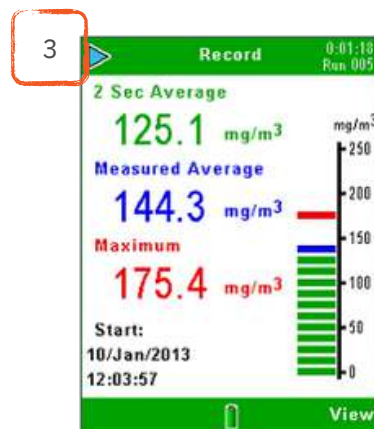 3
Record
0:01:18
Run 005
2 Sec Average
125.1 mg/m3
Measured Average
144.3 mg/m3
Maximum
175.4 mg/m3
Start:
10/Jan/2013
12:03:57
mg/m3
250
200
150
100
50
0
View